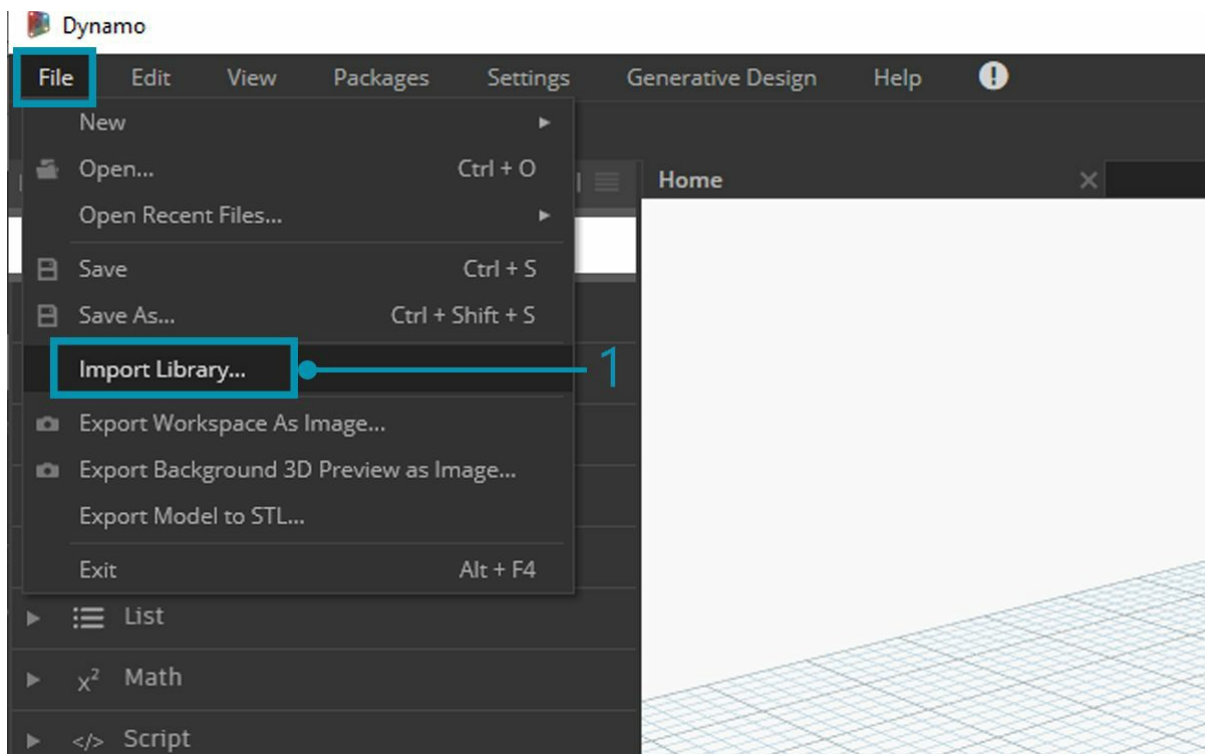 Dynamo
File Edit View Packages Settings Generative Design Help
New
Open... Ctrl + O
Open Recent Files...
Home
Save Ctrl + S
Save As... Ctrl + Shift + S
Import Library... 1
Export Workspace As Image...
Export Background 3D Preview as Image...
Export Model to STL...
Exit Alt + F4
List
x² Math
</> Script